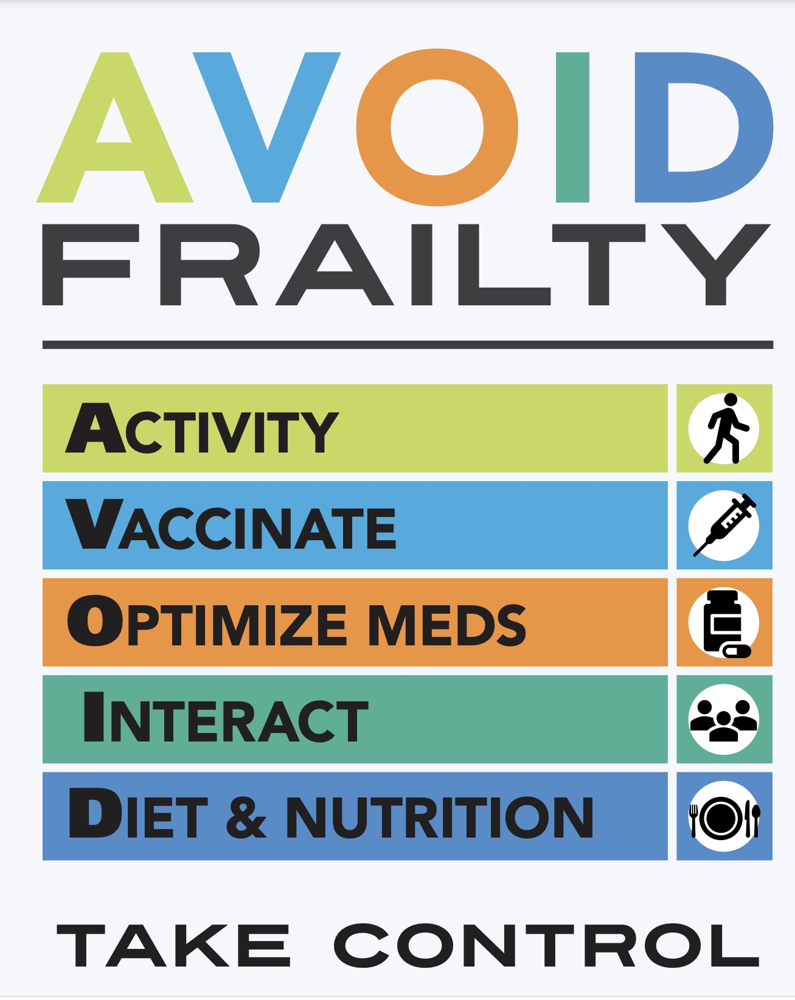 AVOID
FRAILTY
ACTIVITY
VACCINATE
OPTIMIZE MEDS
INTERACT
DIET & NUTRITION
TAKE CONTROL